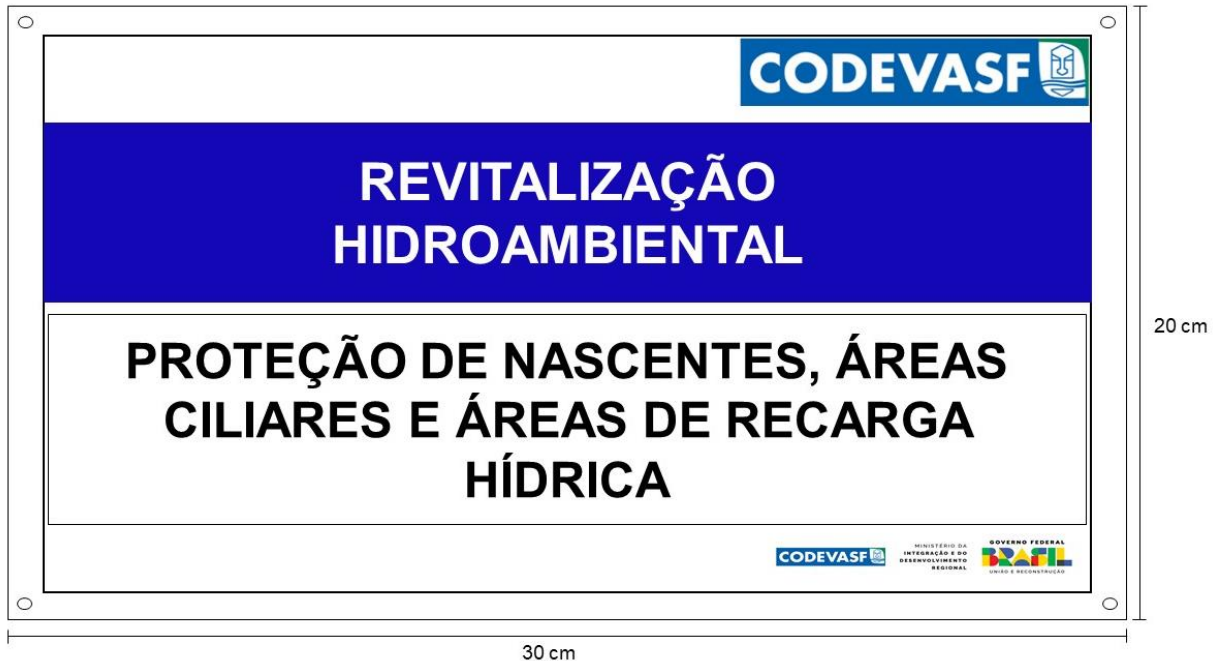 CODEVASF
REVITALIZAÇÃO
HIDROAMBIENTAL
PROTEÇÃO DE NASCENTES, ÁREAS
CILIARES E ÁREAS DE RECARGA
HÍDRICA
20 cm
CODEVASF
MINISTÉRIO DA
INTEGRAÇÃO E DO
DESENVOLVIMENTO
REGIONAL
GOVERNO FEDERAL
BRASIL
UNIÃO E RECONSTRUÇÃO
30 cm